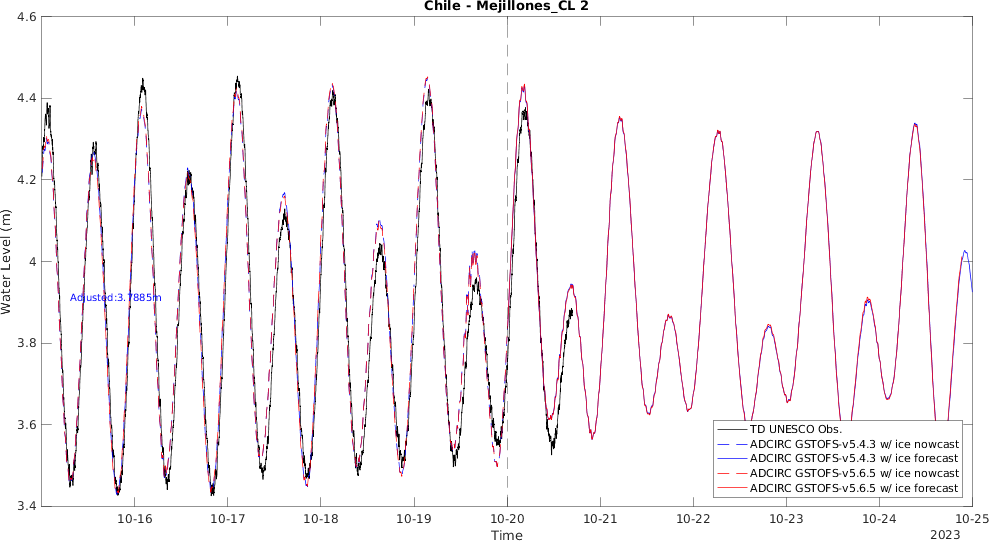 Chile - Mejillones_CL 2
Water Level (m)
4.6
4.4
4.2
4
3.8
3.6
3.4
Adjusted:3.7885m
TD UNESCO Obs.
ADCIRC GSTOFS-v5.4.3 w/ ice nowcast
ADCIRC GSTOFS-v5.4.3 w/ ice forecast
ADCIRC GSTOFS-v5.6.5 w/ ice nowcast
ADCIRC GSTOFS-v5.6.5 w/ ice forecast
10-16 10-17 10-18 10-19 10-20 10-21 10-22 10-23 10-24 10-25
Time
2023